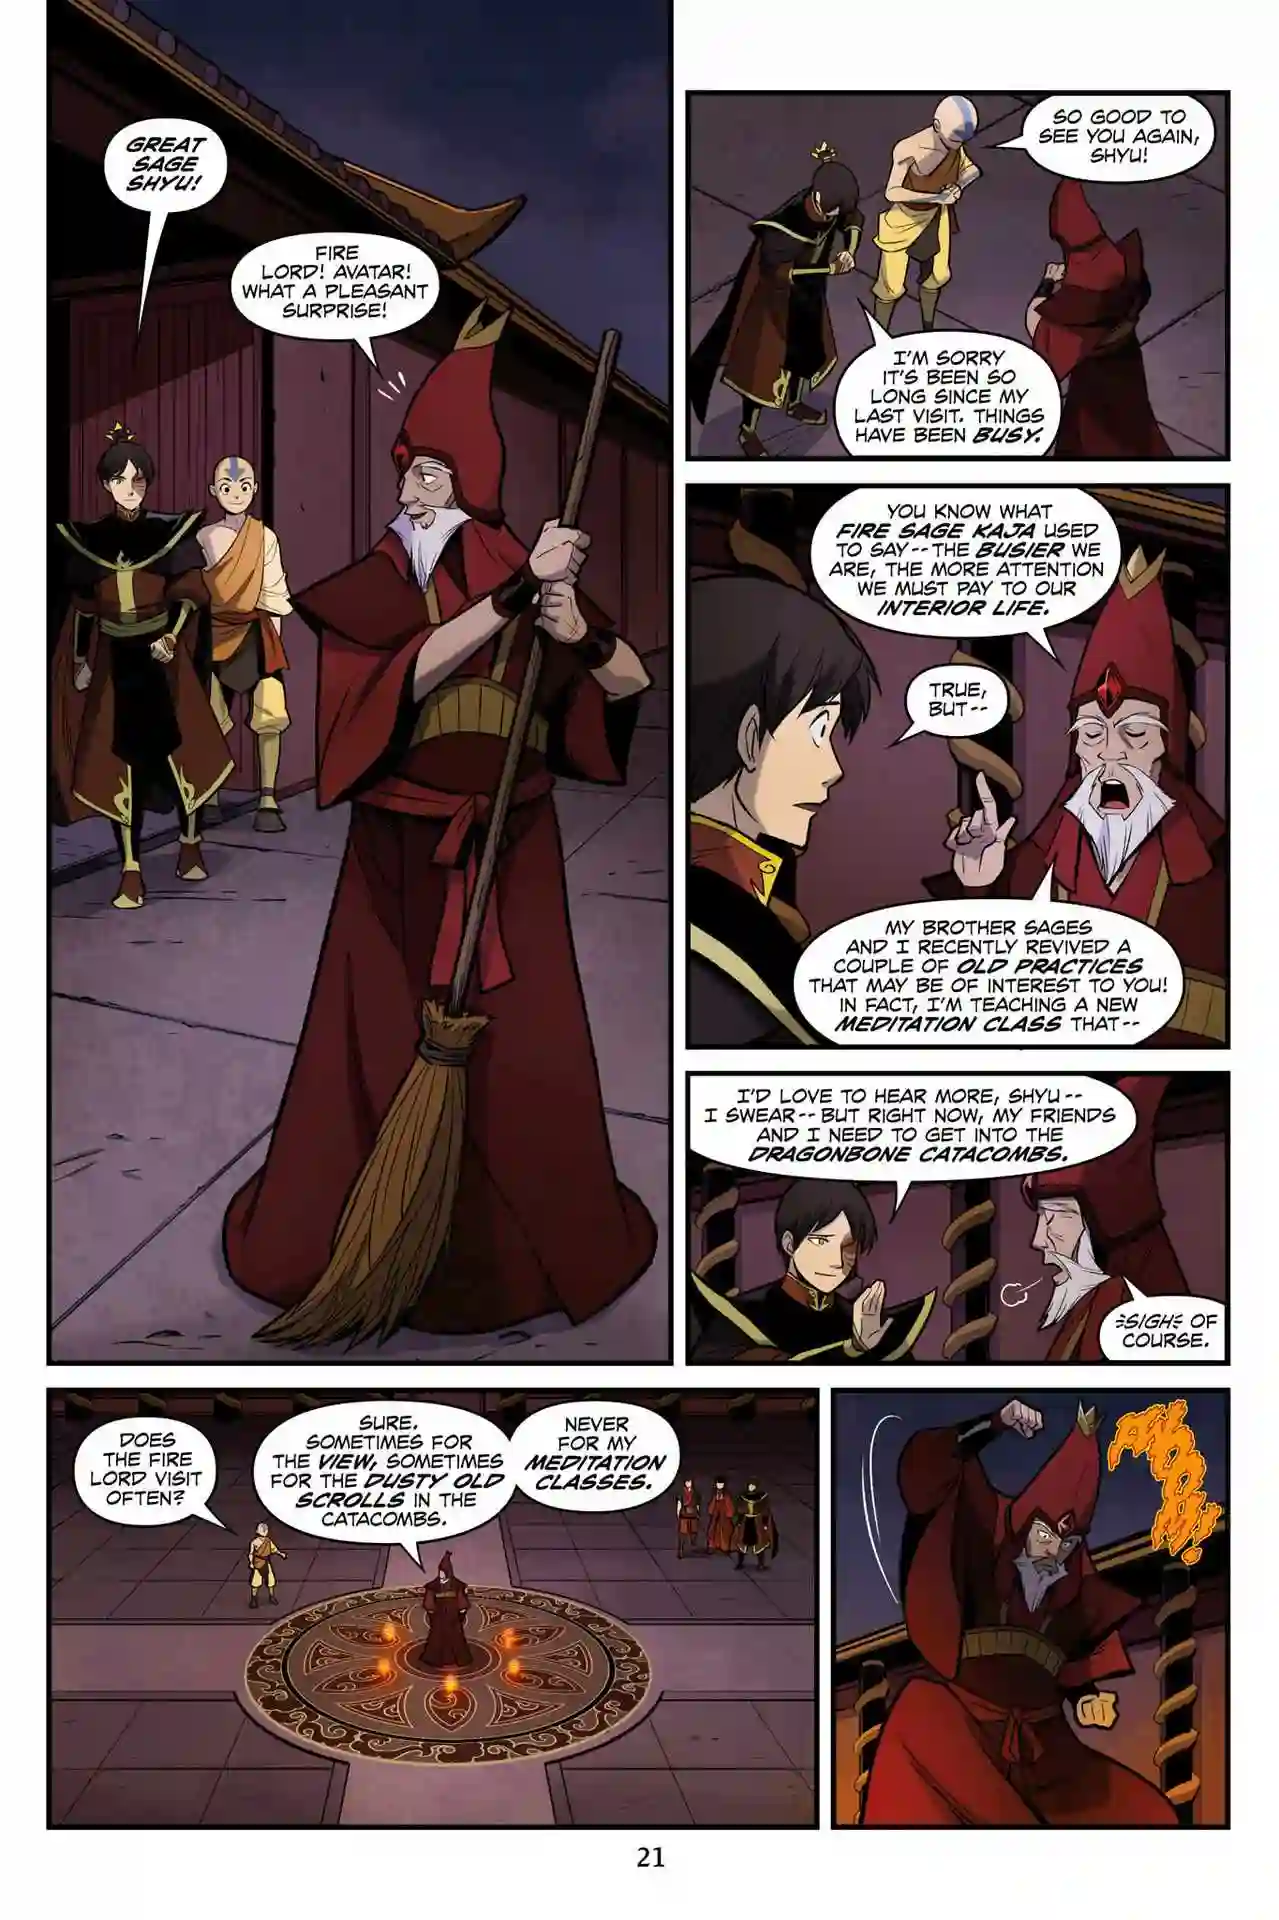 GREAT
SAGE
SHYU!
FIRE
LORD! AVATAR!
WHAT A PLEASANT
SURPRISE!
SO GOOD TO
SEE YOU AGAIN,
SHYU!
I'M SORRY
IT'S BEEN SO
LONG SINCE MY
LAST VISIT. THINGS
HAVE BEEN BUSY.
YOU KNOW WHAT
FIRE SAGE KAJA USED
TO SAY--THE BUSIER WE
ARE, THE MORE ATTENTION
WE MUST PAY TO OUR
INTERIOR LIFE.
TRUE,
BUT--
MY BROTHER SAGES
AND I RECENTLY REVIVED A
COUPLE OF OLD PRACTICES
THAT MAY BE OF INTEREST TO YOU!
IN FACT, I'M TEACHING A NEW
MEDITATION CLASS THAT--
I'D LOVE TO HEAR MORE, SHYU--
I SWEAR--BUT RIGHT NOW, MY FRIENDS
AND I NEED TO GET INTO THE
DRAGONBONE CATACOMBS.
SIGH OF
COURSE.
DOES
THE FIRE
LORD VISIT
OFTEN?
SURE.
SOMETIMES FOR
THE VIEW, SOMETIMES
FOR THE DUSTY OLD
SCROLLS IN THE
CATACOMBS.
NEVER
FOR MY
MEDITATION
CLASSES.
21